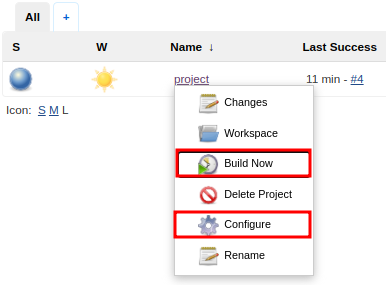 All +
S W Name ↓ Last Success
project 11 min - #4
Icon: S M L
Changes
Workspace
Build Now
Delete Project
Configure
Rename